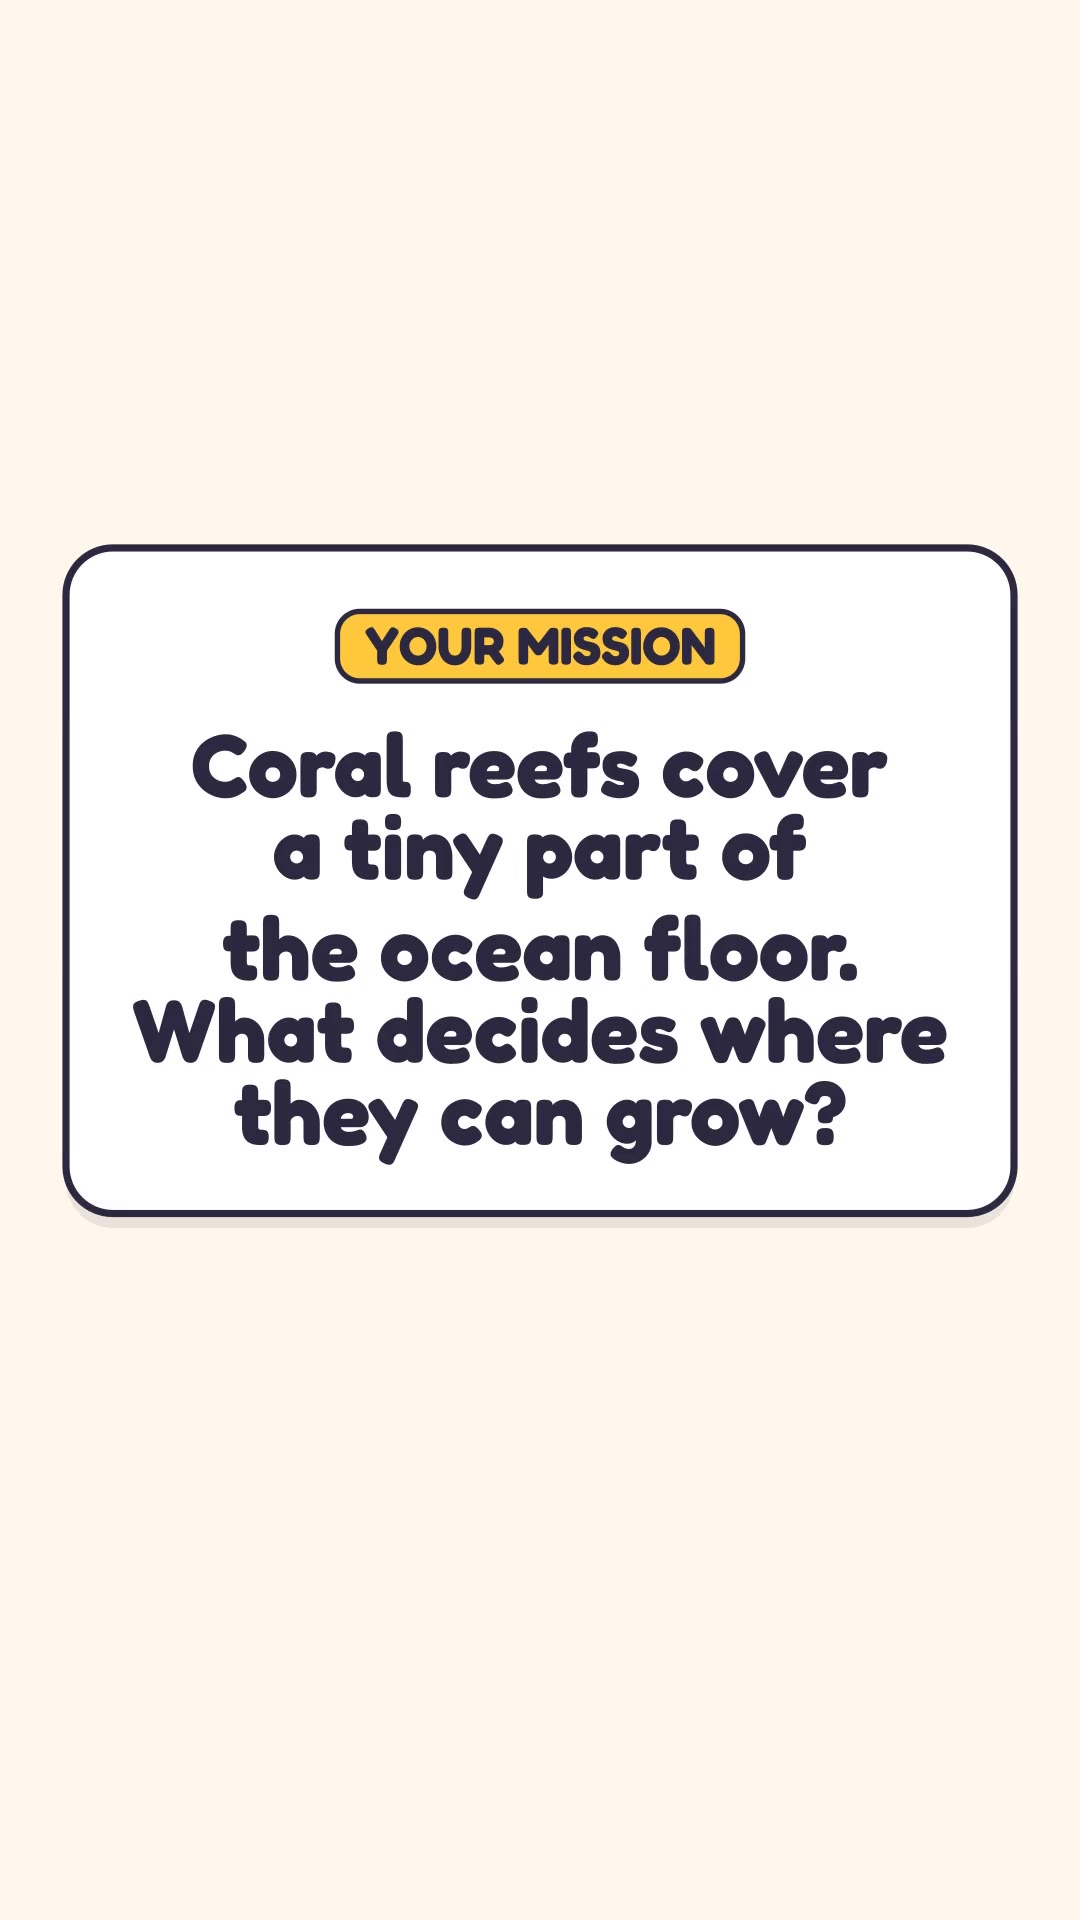 YOUR MISSION
Coral reefs cover
a tiny part of
the ocean floor.
What decides where
they can grow?